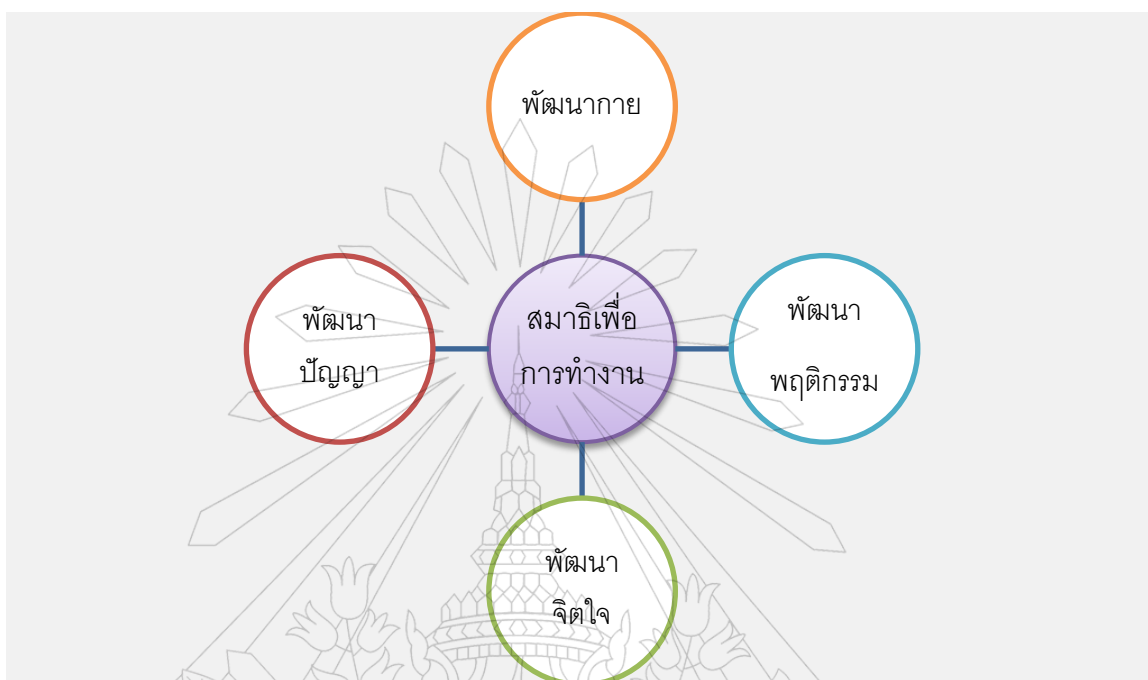 พัฒนากาย
พัฒนา
ปัญญา
สมาธิเพื่อ
การทำงาน
พัฒนา
พฤติกรรม
พัฒนา
จิตใจ